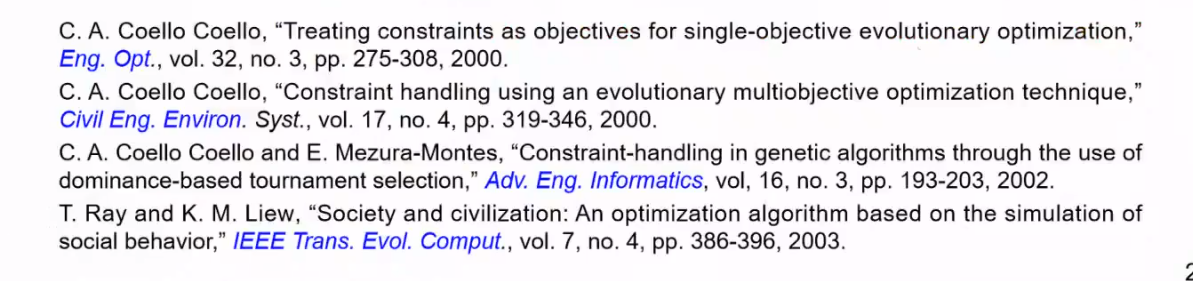 C. A. Coello Coello, “Treating constraints as objectives for single-objective evolutionary optimization,”
Eng. Opt., vol. 32, no. 3, pp. 275-308, 2000.
C. A. Coello Coello, “Constraint handling using an evolutionary multiobjective optimization technique,”
Civil Eng. Environ. Syst., vol. 17, no. 4, pp. 319-346, 2000.
C. A. Coello Coello and E. Mezura-Montes, “Constraint-handling in genetic algorithms through the use of
dominance-based tournament selection,” Adv. Eng. Informatics, vol, 16, no. 3, pp. 193-203, 2002.
T. Ray and K. M. Liew, “Society and civilization: An optimization algorithm based on the simulation of
social behavior,” IEEE Trans. Evol. Comput., vol. 7, no. 4, pp. 386-396, 2003.